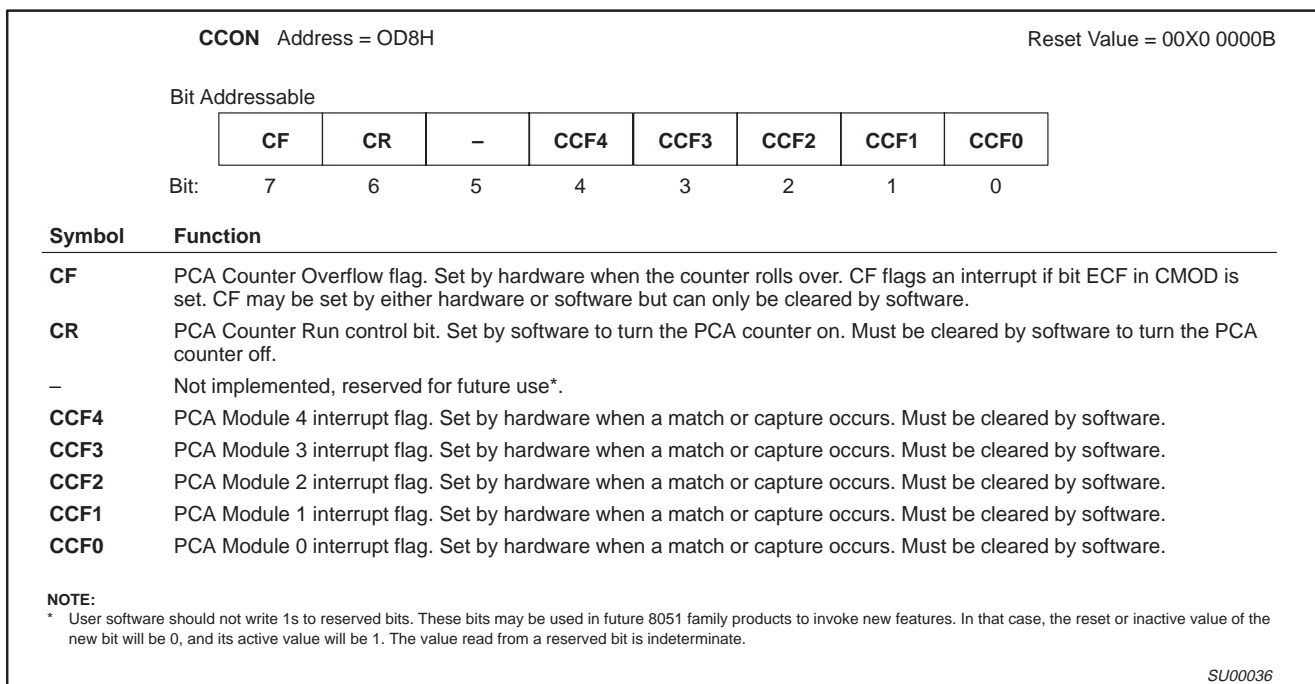 CCON Address = OD8H Reset Value = 00X0 0000B
Bit Addressable
CF CR – CCF4 CCF3 CCF2 CCF1 CCF0
Bit: 7 6 5 4 3 2 1 0
Symbol Function
CF PCA Counter Overflow flag. Set by hardware when the counter rolls over. CF flags an interrupt if bit ECF in CMOD is
set. CF may be set by either hardware or software but can only be cleared by software.
CR PCA Counter Run control bit. Set by software to turn the PCA counter on. Must be cleared by software to turn the PCA
counter off.
– Not implemented, reserved for future use*.
CCF4 PCA Module 4 interrupt flag. Set by hardware when a match or capture occurs. Must be cleared by software.
CCF3 PCA Module 3 interrupt flag. Set by hardware when a match or capture occurs. Must be cleared by software.
CCF2 PCA Module 2 interrupt flag. Set by hardware when a match or capture occurs. Must be cleared by software.
CCF1 PCA Module 1 interrupt flag. Set by hardware when a match or capture occurs. Must be cleared by software.
CCF0 PCA Module 0 interrupt flag. Set by hardware when a match or capture occurs. Must be cleared by software.
NOTE:
* User software should not write 1s to reserved bits. These bits may be used in future 8051 family products to invoke new features. In that case, the reset or inactive value of the
new bit will be 0, and its active value will be 1. The value read from a reserved bit is indeterminate.
SU00036